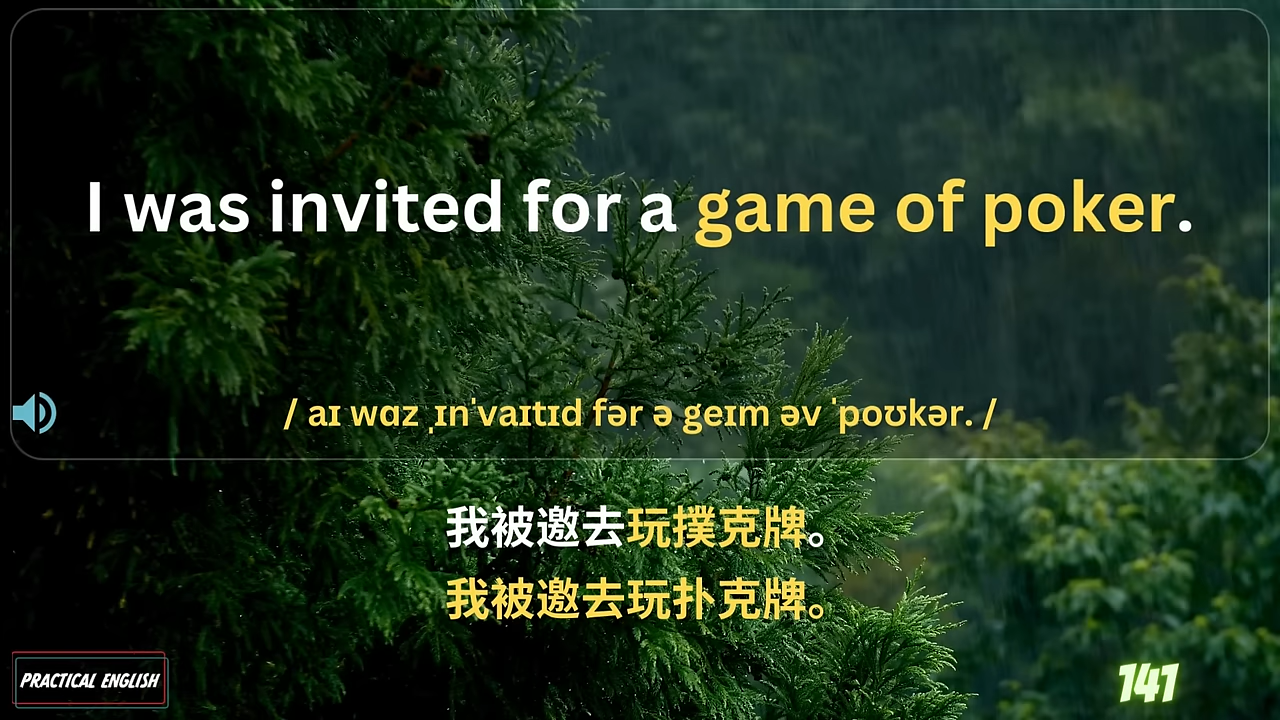 I was invited for a game of poker.
/ aɪ wɑz ˌɪnˈvaɪtɪd fər ə geɪm əv ˈpoʊkər. /
我被邀去玩撲克牌。
我被邀去玩扑克牌。
PRACTICAL ENGLISH
141